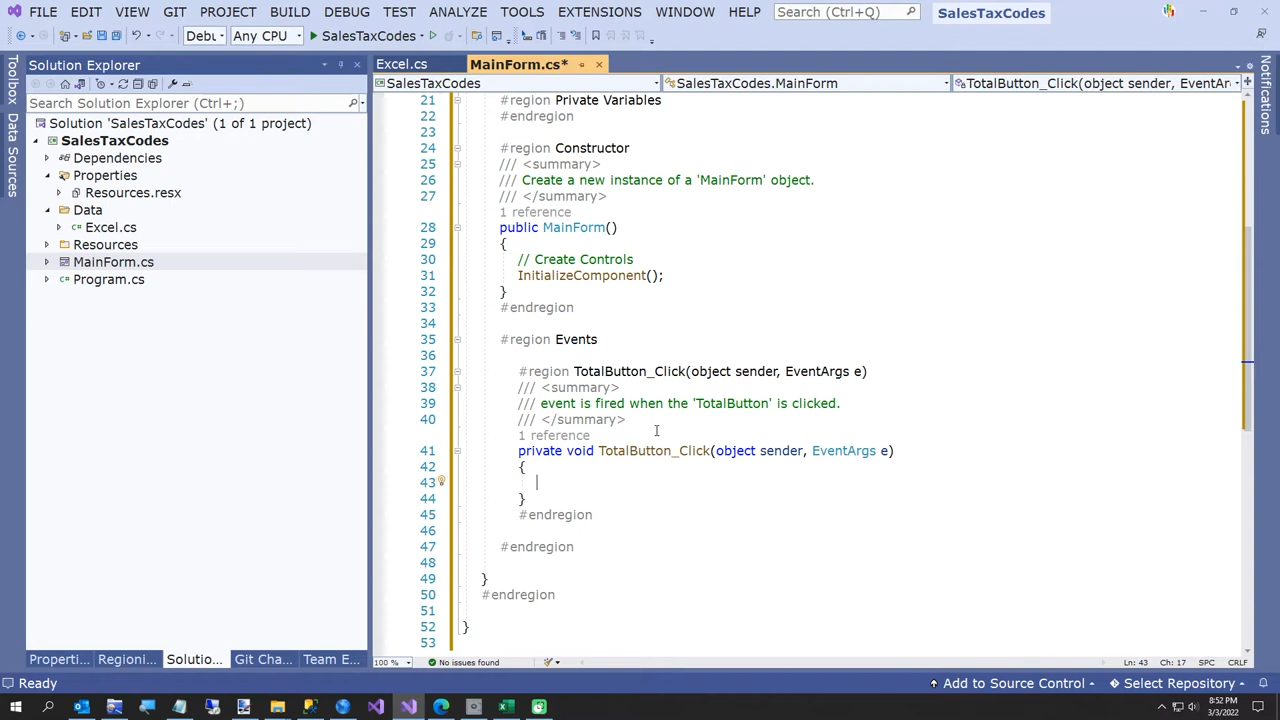 FILE EDIT VIEW GIT PROJECT BUILD DEBUG TEST ANALYZE TOOLS EXTENSIONS WINDOW HELP Search (Ctrl+Q) SalesTaxCodes
Debu Any CPU SalesTaxCodes
Toolbox
Data Sources
Solution Explorer
Search Solution Explorer (Ctrl+;)
Solution 'SalesTaxCodes' (1 of 1 project)
SalesTaxCodes
Dependencies
Properties
Resources.resx
Data
Excel.cs
Resources
MainForm.cs
Program.cs
Properti... Regioni... Solutio... Git Cha... Team E...
Excel.cs MainForm.cs*
SalesTaxCodes SalesTaxCodes.MainForm TotalButton_Click(object sender, EventAr
21 #region Private Variables
22 #endregion
23
24 #region Constructor
25 /// <summary>
26 /// Create a new instance of a 'MainForm' object.
27 /// </summary>
1 reference
28 public MainForm()
29 {
30 // Create Controls
31 InitializeComponent();
32 }
33 #endregion
34
35 #region Events
36
37 #region TotalButton_Click(object sender, EventArgs e)
38 /// <summary>
39 /// event is fired when the 'TotalButton' is clicked.
40 /// </summary>
1 reference
41 private void TotalButton_Click(object sender, EventArgs e)
42 {
43
44 }
45 #endregion
46
47 #endregion
48
49 }
50 #endregion
51
52 }
53
100 % No issues found Ln: 43 Ch: 17 SPC CRLF
Notifications
Ready Add to Source Control Select Repository
8:52 PM
3/3/2022